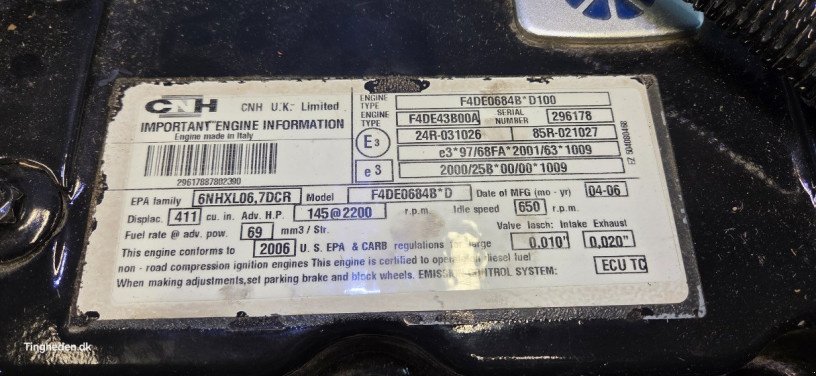 CNH CNH U.K. Limited
IMPORTANT ENGINE INFORMATION
Engine made in Italy
29617887802390
ENGINE TYPE F4DE0684B*D100
ENGINE TYPE F4DE43B00A SERIAL NUMBER 296178
E3 24R-031026 85R-021027
e3*97/68FA*2001/63*1009
e 3 2000/25B*00/00*1009
EPA family 6NHXL06,7DCR Model F4DE0684B*D Date of MFG (mo - yr) 04-06
Displac. 411 cu. in. Adv. H.P. 145@2200 r.p.m. Idle speed 650 r.p.m.
Fuel rate @ adv. pow. 69 mm3 / Str. Valve lasch: Intake Exhaust
0.010" 0,020"
This engine conforms to 2006 U.S. EPA & CARB regulations for large
non - road compression ignition engines This engine is certified to operate on diesel fuel
When making adjustments,set parking brake and block wheels. EMISSION CONTROL SYSTEM: ECU TC
Tingheden.dk